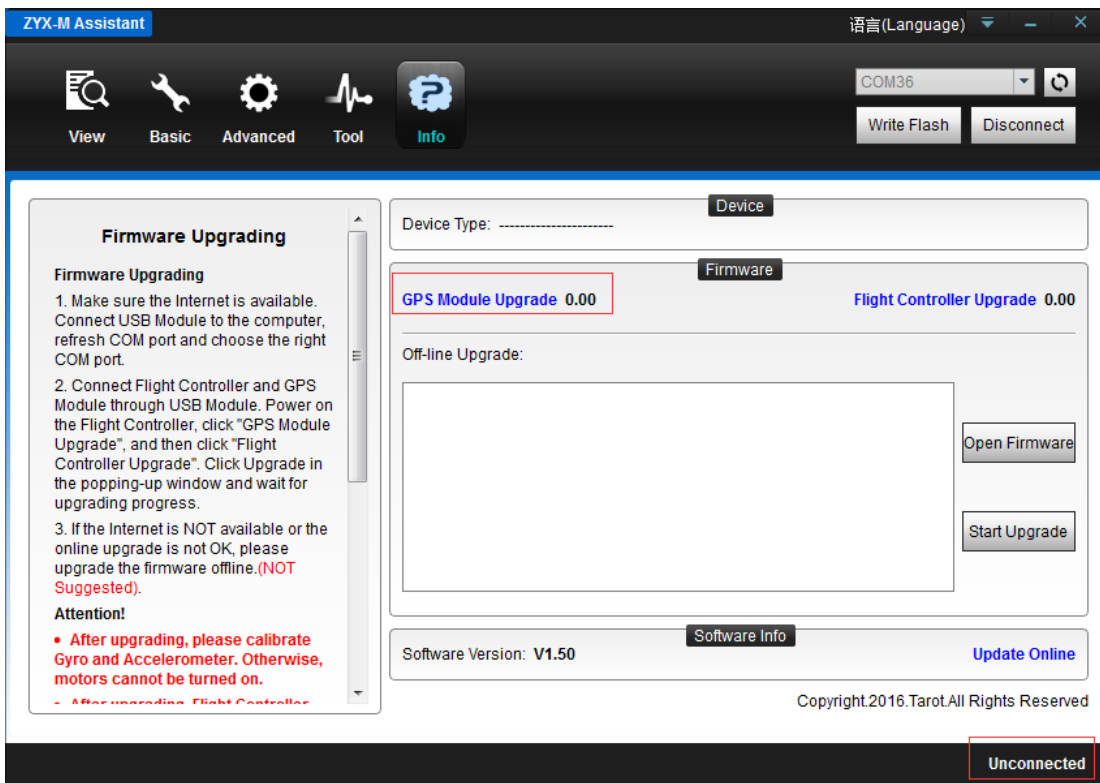 ZYX-M Assistant
语言(Language)
View
Basic
Advanced
Tool
Info
COM36
Write Flash
Disconnect
Firmware Upgrading
Firmware Upgrading
1. Make sure the Internet is available.
Connect USB Module to the computer,
refresh COM port and choose the right
COM port.
2. Connect Flight Controller and GPS
Module through USB Module. Power on
the Flight Controller, click "GPS Module
Upgrade", and then click "Flight
Controller Upgrade". Click Upgrade in
the popping-up window and wait for
upgrading progress.
3. If the Internet is NOT available or the
online upgrade is not OK, please
upgrade the firmware offline.(NOT
Suggested).
Attention!
• After upgrading, please calibrate
Gyro and Accelerometer. Otherwise,
motors cannot be turned on.
• After upgrading, Flight Controller
Device
Device Type: ----------------------
Firmware
GPS Module Upgrade 0.00
Flight Controller Upgrade 0.00
Off-line Upgrade:
Open Firmware
Start Upgrade
Software Info
Software Version: V1.50
Update Online
Copyright.2016.Tarot.All Rights Reserved
Unconnected